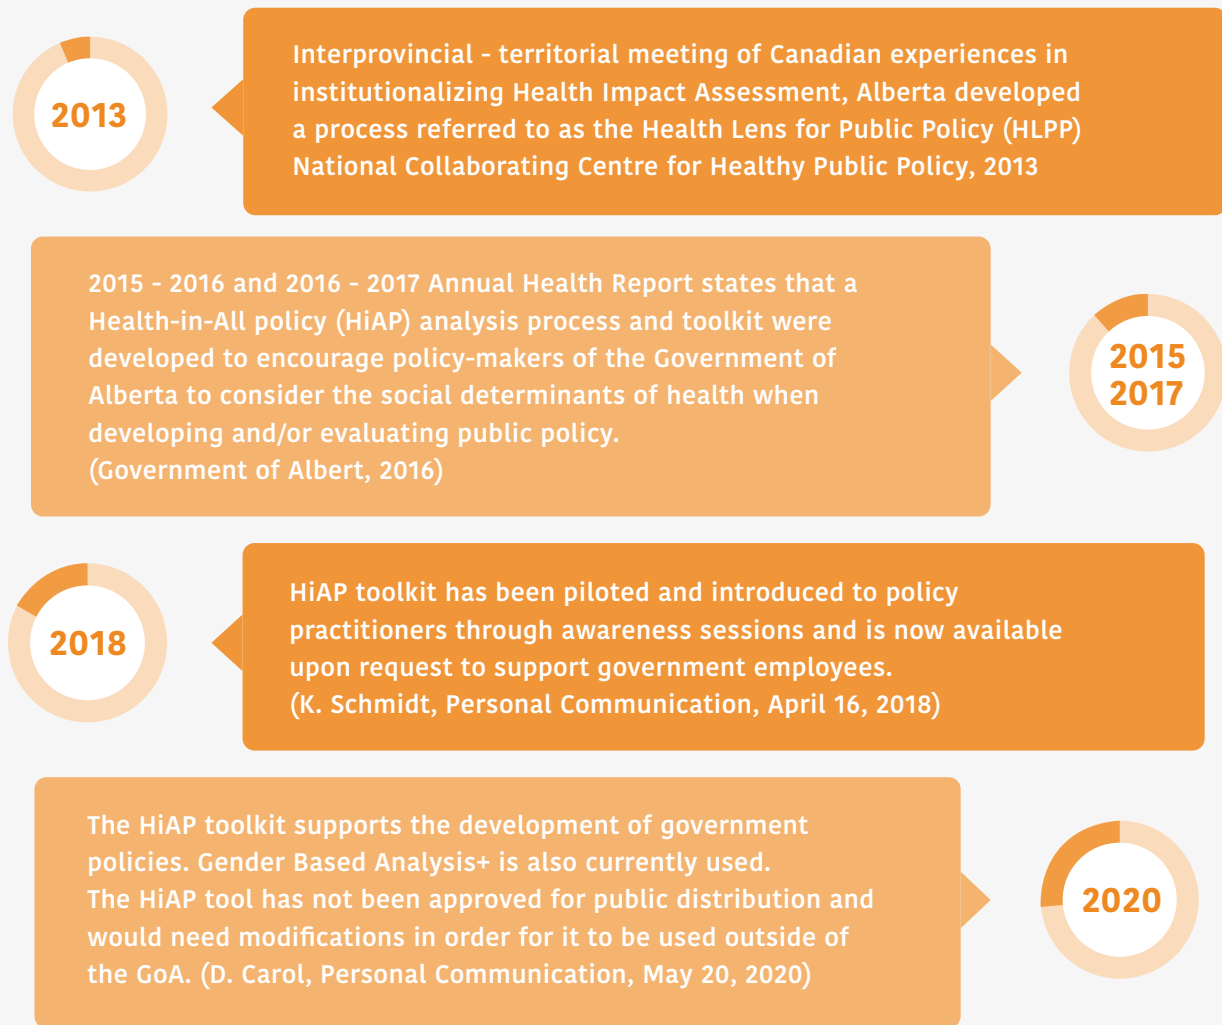 2013
Interprovincial - territorial meeting of Canadian experiences in
institutionalizing Health Impact Assessment, Alberta developed
a process referred to as the Health Lens for Public Policy (HLPP)
National Collaborating Centre for Healthy Public Policy, 2013
2015 - 2016 and 2016 - 2017 Annual Health Report states that a
Health-in-All policy (HiAP) analysis process and toolkit were
developed to encourage policy-makers of the Government of
Alberta to consider the social determinants of health when
developing and/or evaluating public policy.
(Government of Albert, 2016)
2015
2017
2018
HiAP toolkit has been piloted and introduced to policy
practitioners through awareness sessions and is now available
upon request to support government employees.
(K. Schmidt, Personal Communication, April 16, 2018)
The HiAP toolkit supports the development of government
policies. Gender Based Analysis+ is also currently used.
The HiAP tool has not been approved for public distribution and
would need modifications in order for it to be used outside of
the GoA. (D. Carol, Personal Communication, May 20, 2020)
2020